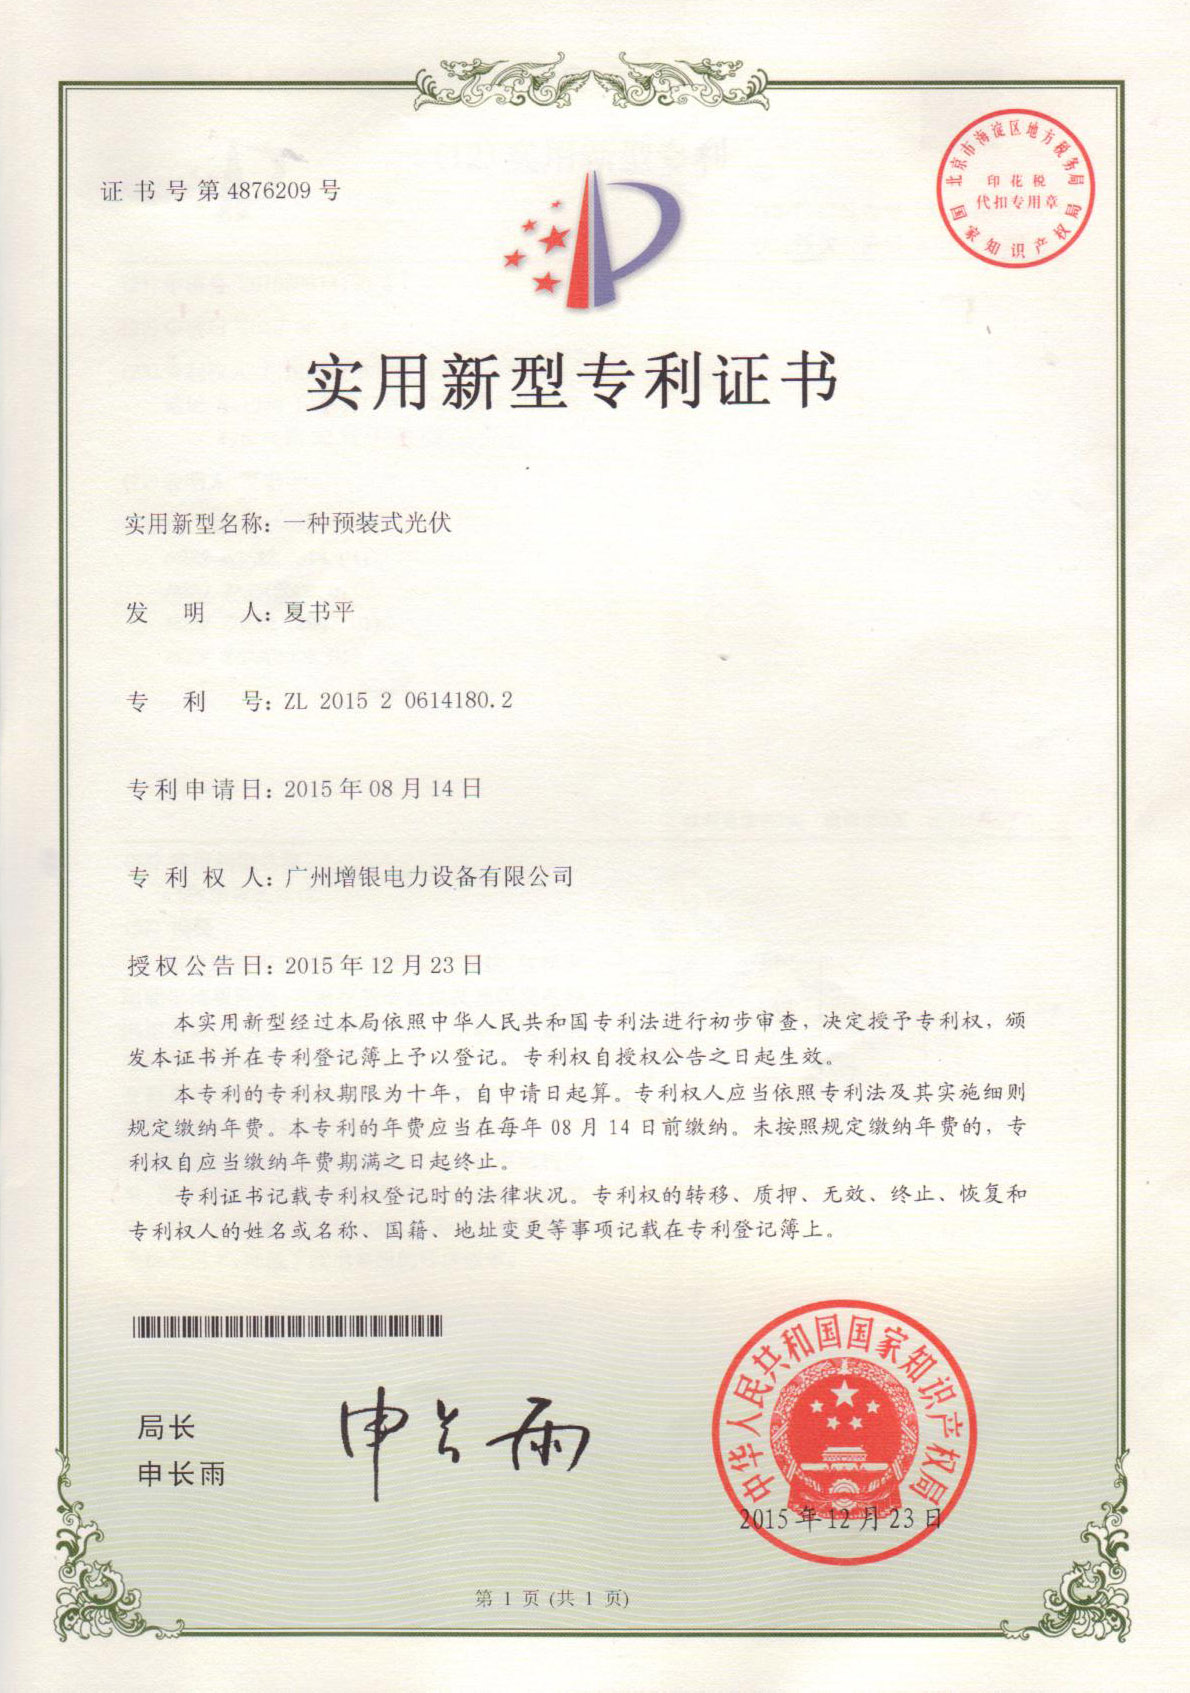 证书号第4876209号
北京市海淀区地方税务局
印花税
代扣专用章
国家知识产权局
实用新型专利证书
实用新型名称：一种预装式光伏
发明人：夏书平
专利号：ZL 2015 2 0614180.2
专利申请日：2015年08月14日
专利权人：广州增银电力设备有限公司
授权公告日：2015年12月23日
本实用新型经过本局依照中华人民共和国专利法进行初步审查，决定授予专利权，颁
发本证书并在专利登记簿上予以登记。专利权自授权公告之日起生效。
本专利的专利权期限为十年，自申请日起算。专利权人应当依照专利法及其实施细则
规定缴纳年费。本专利的年费应当在每年08月14日前缴纳。未按照规定缴纳年费的，专
利权自应当缴纳年费期满之日起终止。
专利证书记载专利权登记时的法律状况。专利权的转移、质押、无效、终止、恢复和
专利权人的姓名或名称、国籍、地址变更等事项记载在专利登记簿上。
局长
申长雨
申长雨
中华人民共和国国家知识产权局
2015年12月23日
第 1 页 (共 1 页)